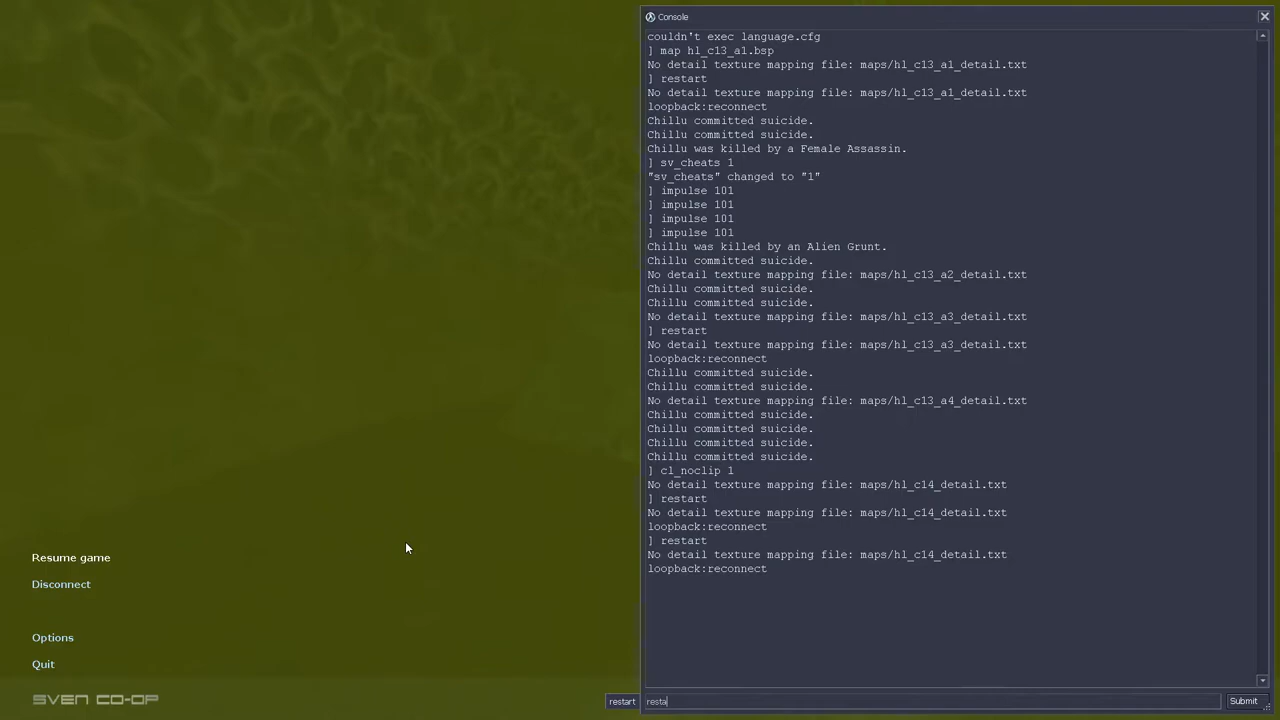 Console
couldn't exec language.cfg
] map hl_c13_a1.bsp
No detail texture mapping file: maps/hl_c13_a1_detail.txt
] restart
No detail texture mapping file: maps/hl_c13_a1_detail.txt
loopback:reconnect
Chillu committed suicide.
Chillu committed suicide.
Chillu was killed by a Female Assassin.
] sv_cheats 1
"sv_cheats" changed to "1"
] impulse 101
] impulse 101
] impulse 101
] impulse 101
Chillu was killed by an Alien Grunt.
Chillu committed suicide.
No detail texture mapping file: maps/hl_c13_a2_detail.txt
Chillu committed suicide.
Chillu committed suicide.
No detail texture mapping file: maps/hl_c13_a3_detail.txt
] restart
No detail texture mapping file: maps/hl_c13_a3_detail.txt
loopback:reconnect
Chillu committed suicide.
Chillu committed suicide.
No detail texture mapping file: maps/hl_c13_a4_detail.txt
Chillu committed suicide.
Chillu committed suicide.
Chillu committed suicide.
Chillu committed suicide.
] cl_noclip 1
No detail texture mapping file: maps/hl_c14_detail.txt
] restart
No detail texture mapping file: maps/hl_c14_detail.txt
loopback:reconnect
] restart
No detail texture mapping file: maps/hl_c14_detail.txt
loopback:reconnect
Resume game
Disconnect
Options
Quit
SVEN CO-OP
restart
resta
Submit